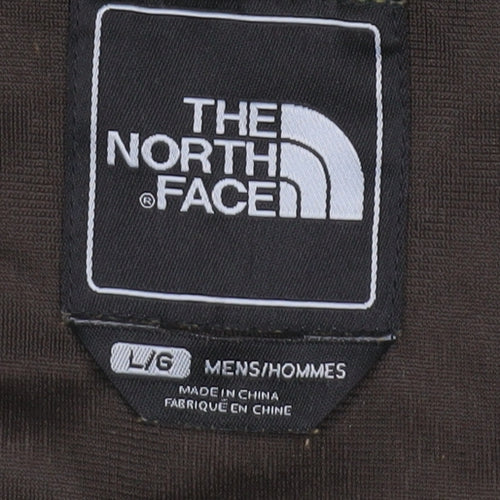 THE
NORTH
®FACE
L/G MENS/HOMMES
MADE IN CHINA
FABRIQUÉ EN CHINE